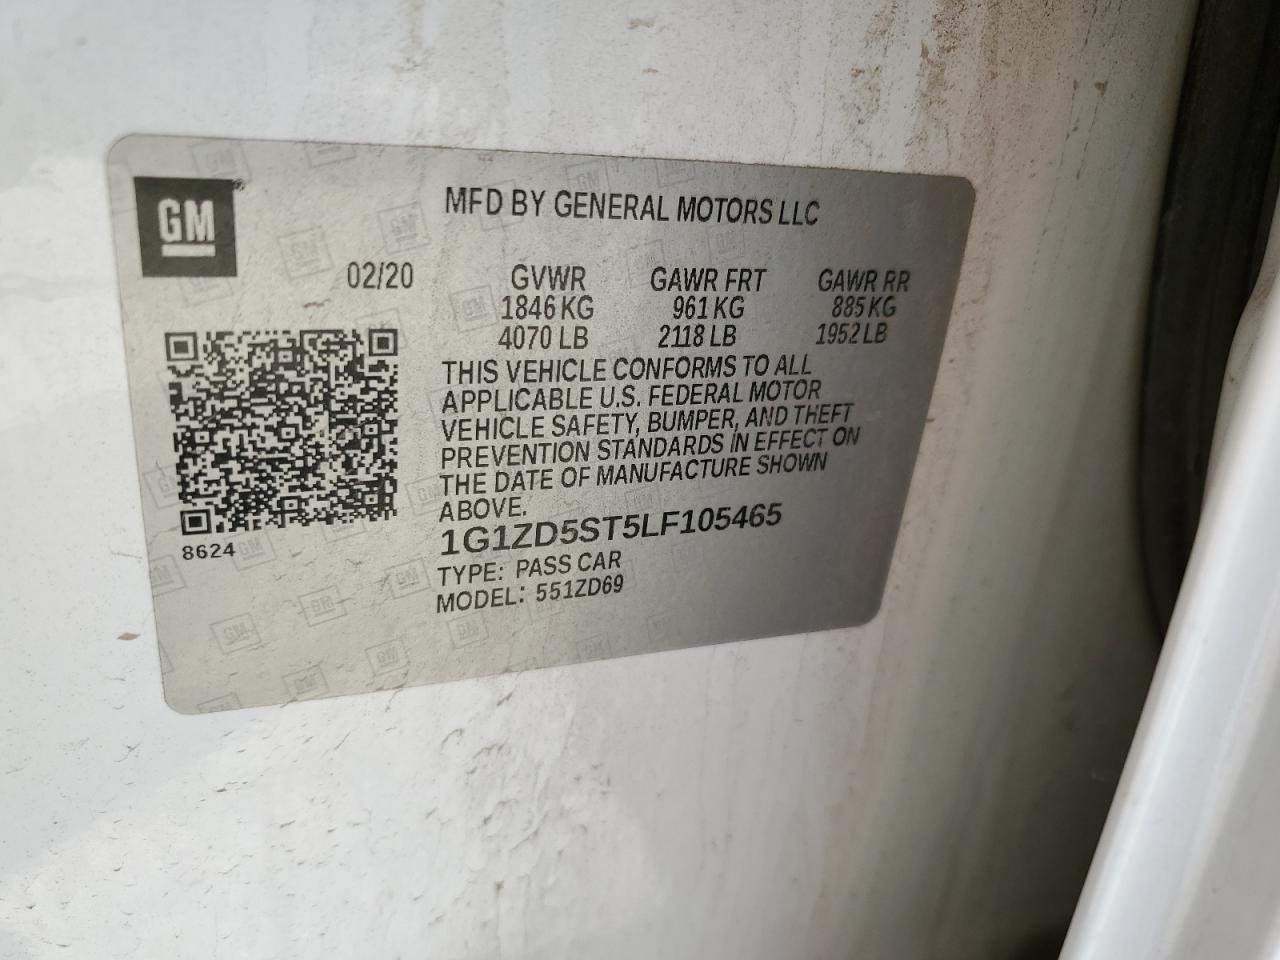 GM
MFD BY GENERAL MOTORS LLC
02/20 GVWR GAWR FRT GAWR RR
1846 KG 961 KG 885 KG
4070 LB 2118 LB 1952 LB
THIS VEHICLE CONFORMS TO ALL
APPLICABLE U.S. FEDERAL MOTOR
VEHICLE SAFETY, BUMPER, AND THEFT
PREVENTION STANDARDS IN EFFECT ON
THE DATE OF MANUFACTURE SHOWN
ABOVE.
8624
1G1ZD5ST5LF105465
TYPE: PASS CAR
MODEL: 551ZD69